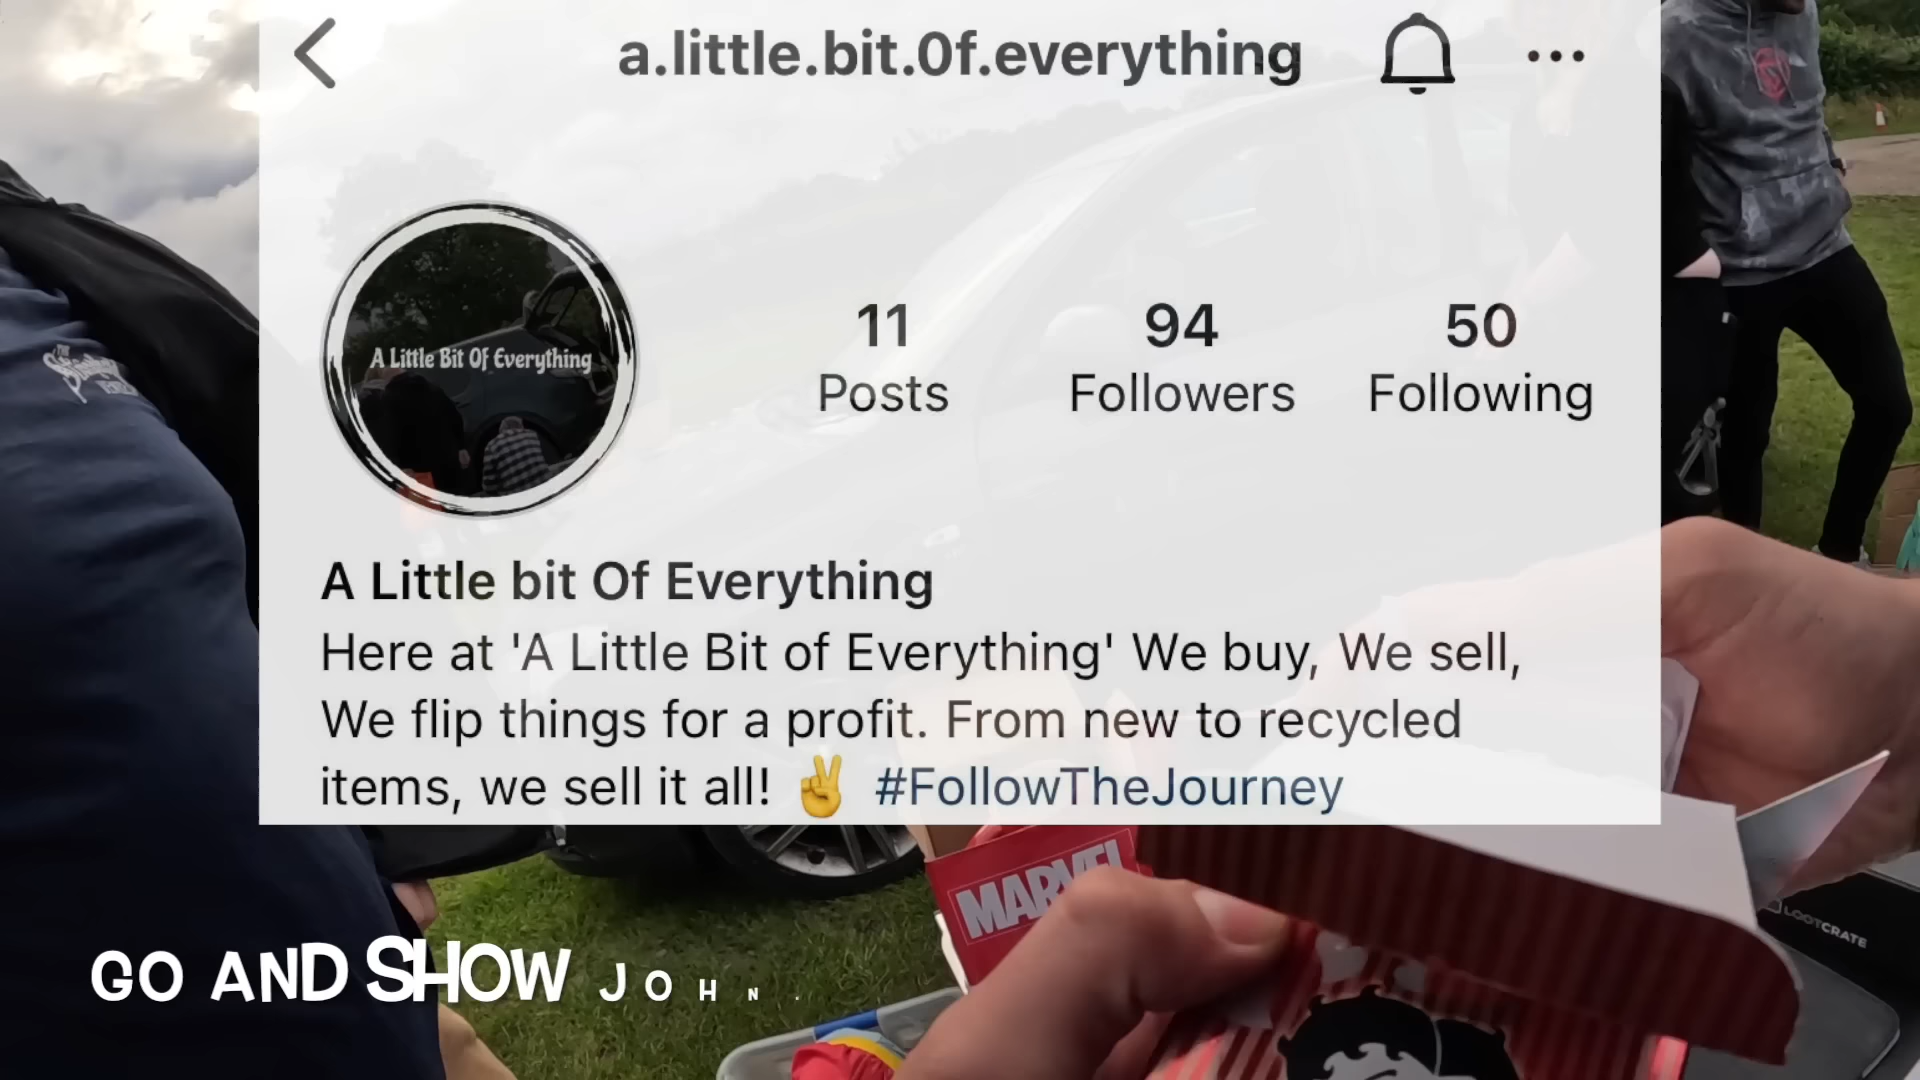 a.little.bit.0f.everything
A Little Bit Of Everything
11
94
50
Posts
Followers
Following
A Little bit Of Everything
Here at 'A Little Bit of Everything' We buy, We sell,
We flip things for a profit. From new to recycled
items, we sell it all! ✌️ #FollowTheJourney
MARVEL
LOOTCRATE
GO AND SHOW JOHN.